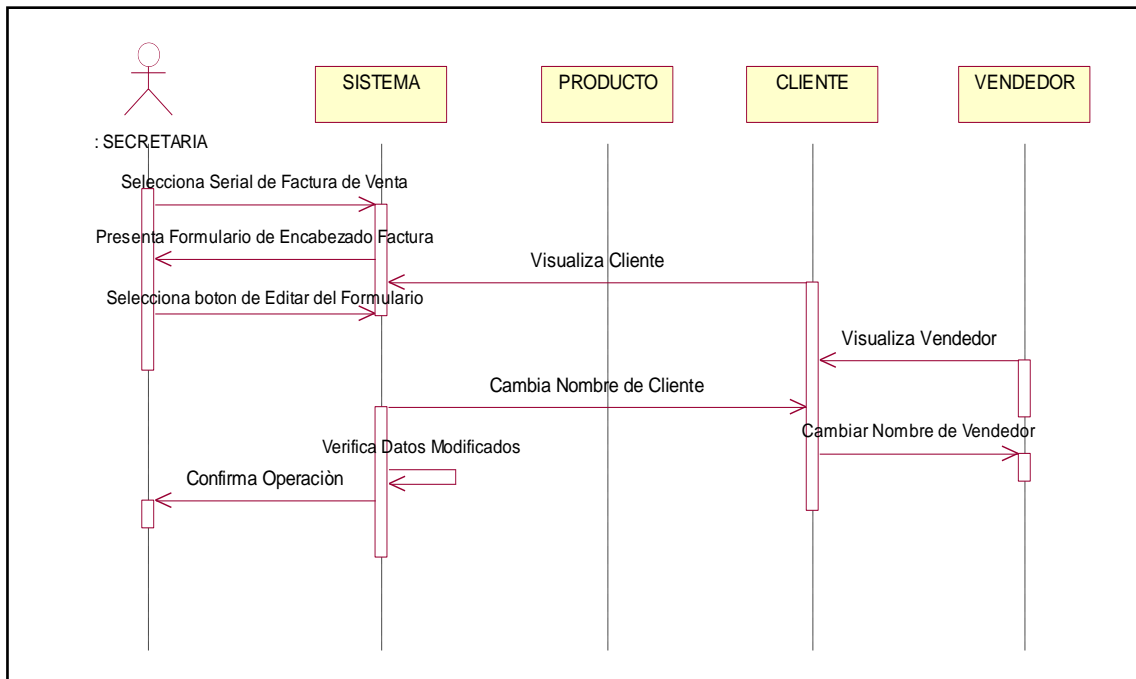 SISTEMA
PRODUCTO
CLIENTE
VENDEDOR
: SECRETARIA
Selecciona Serial de Factura de Venta
Presenta Formulario de Encabezado Factura
Visualiza Cliente
Selecciona boton de Editar del Formulario
Visualiza Vendedor
Cambia Nombre de Cliente
Cambiar Nombre de Vendedor
Verifica Datos Modificados
Confirma Operaciòn